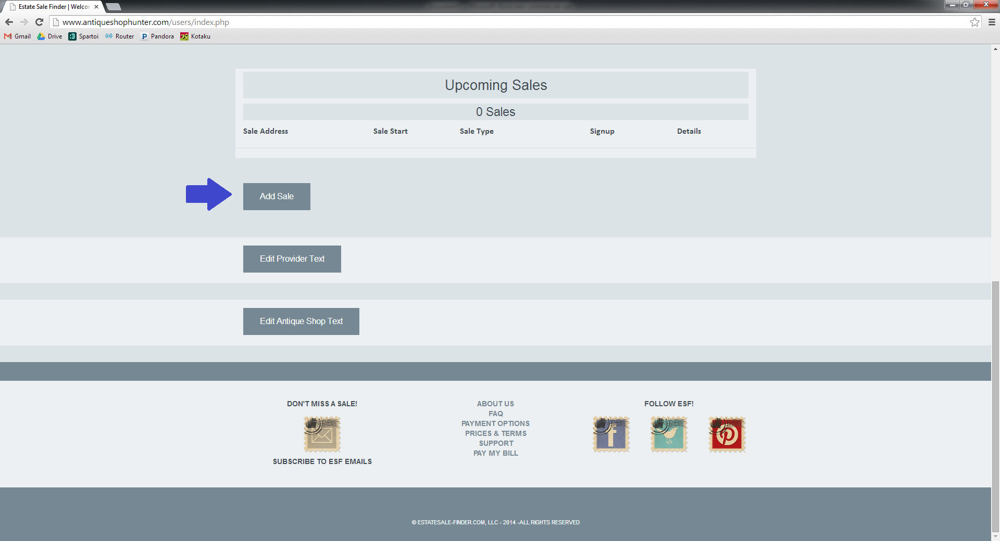 Estate Sale Finder | Welcor
www.antiqueshophunter.com/users/index.php
Gmail Drive Spartoi Router Pandora Kotaku
Upcoming Sales
0 Sales
Sale Address Sale Start Sale Type Signup Details
Add Sale
Edit Provider Text
Edit Antique Shop Text
DON'T MISS A SALE!
SUBSCRIBE TO ESF EMAILS
ABOUT US
FAQ
PAYMENT OPTIONS
PRICES & TERMS
SUPPORT
PAY MY BILL
FOLLOW ESF!
© ESTATESALE-FINDER.COM, LLC - 2014 -ALL RIGHTS RESERVED